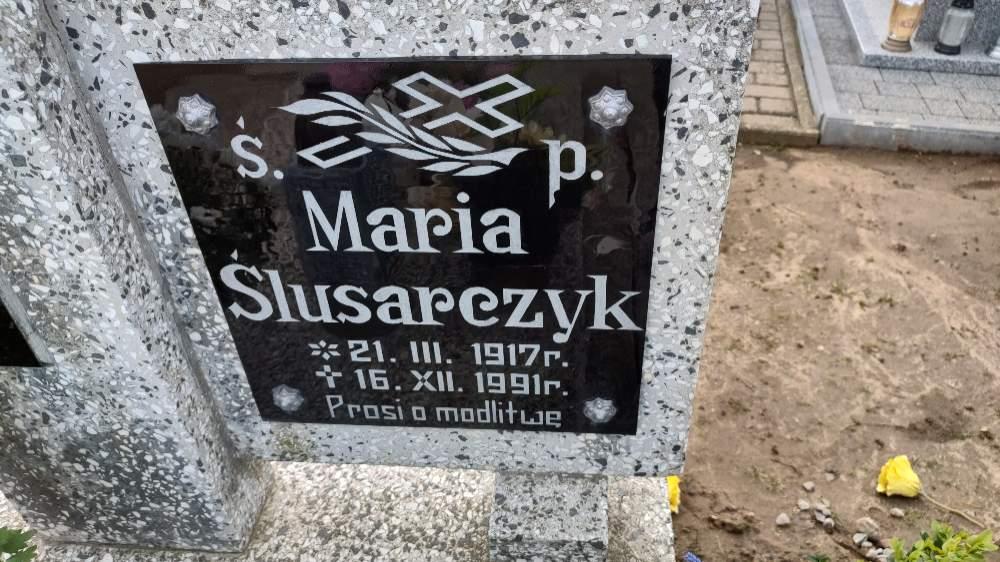 ś. p.
Maria
Ślusarczyk
* 21. III. 1917r.
✝ 16. XII. 1991r.
Prosi o modlitwę